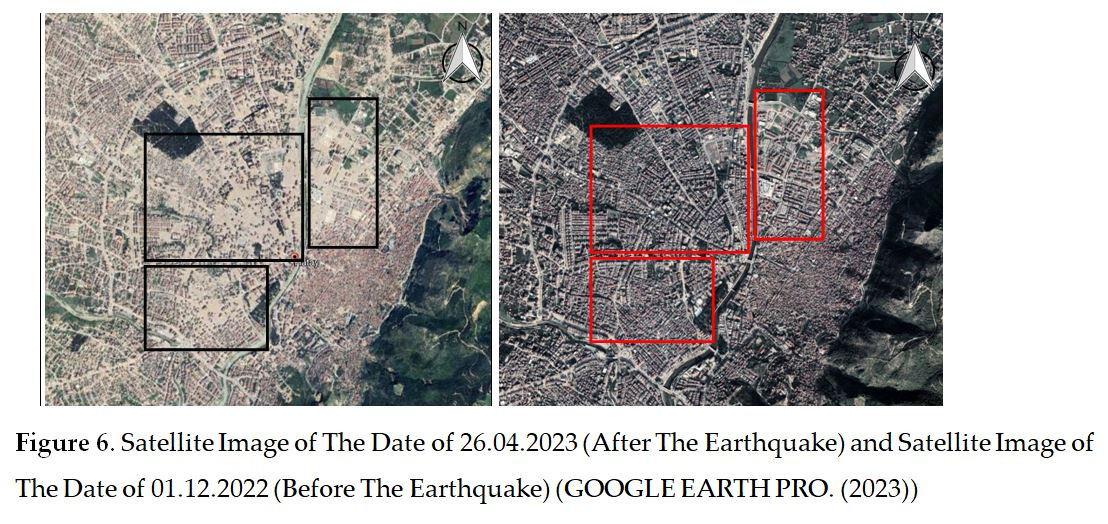 N
Figure 6. Satellite Image of The Date of 26.04.2023 (After The Earthquake) and Satellite Image of
The Date of 01.12.2022 (Before The Earthquake) (GOOGLE EARTH PRO. (2023))